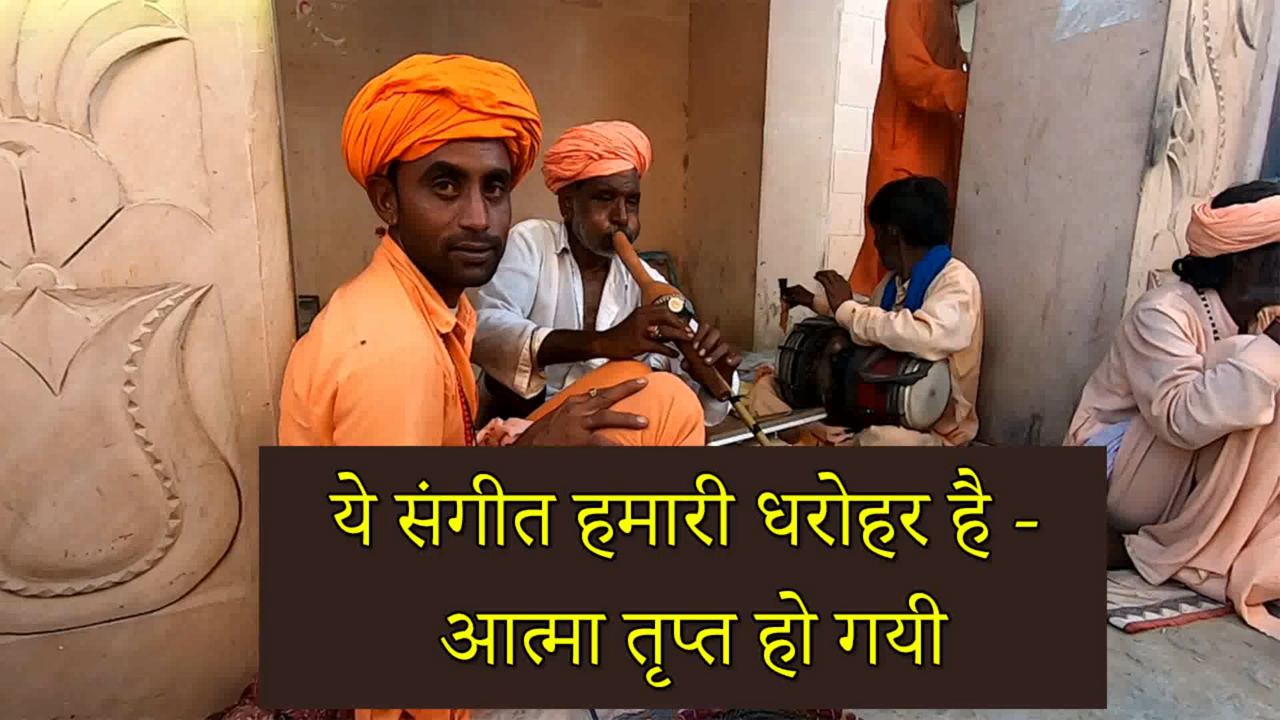 ये संगीत हमारी धरोहर है -
आत्मा तृप्त हो गयी